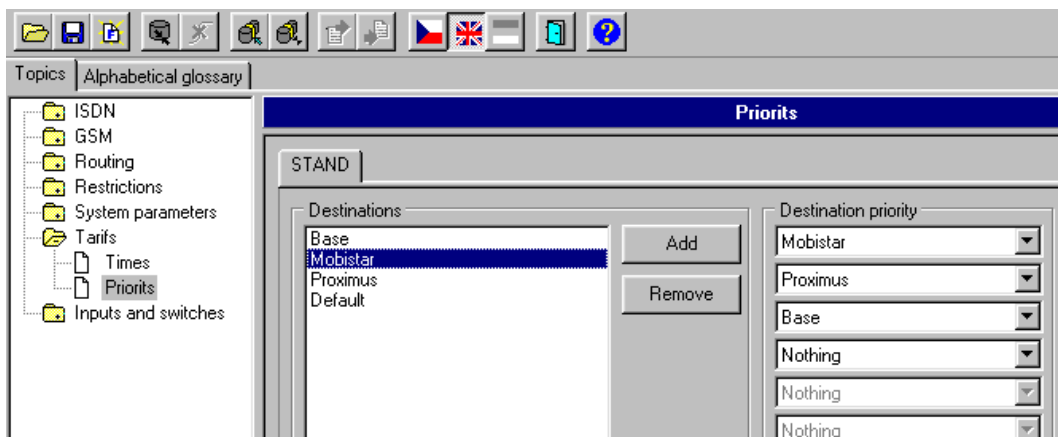 Topics Alphabetical glossary
ISDN
GSM
Routing
Restrictions
System parameters
Tarifs
Times
Priorits
Inputs and switches
Priorits
STAND
Destinations
Base
Mobistar
Proximus
Default
Add
Remove
Destination priority
Mobistar
Proximus
Base
Nothing
Nothing
Nothing